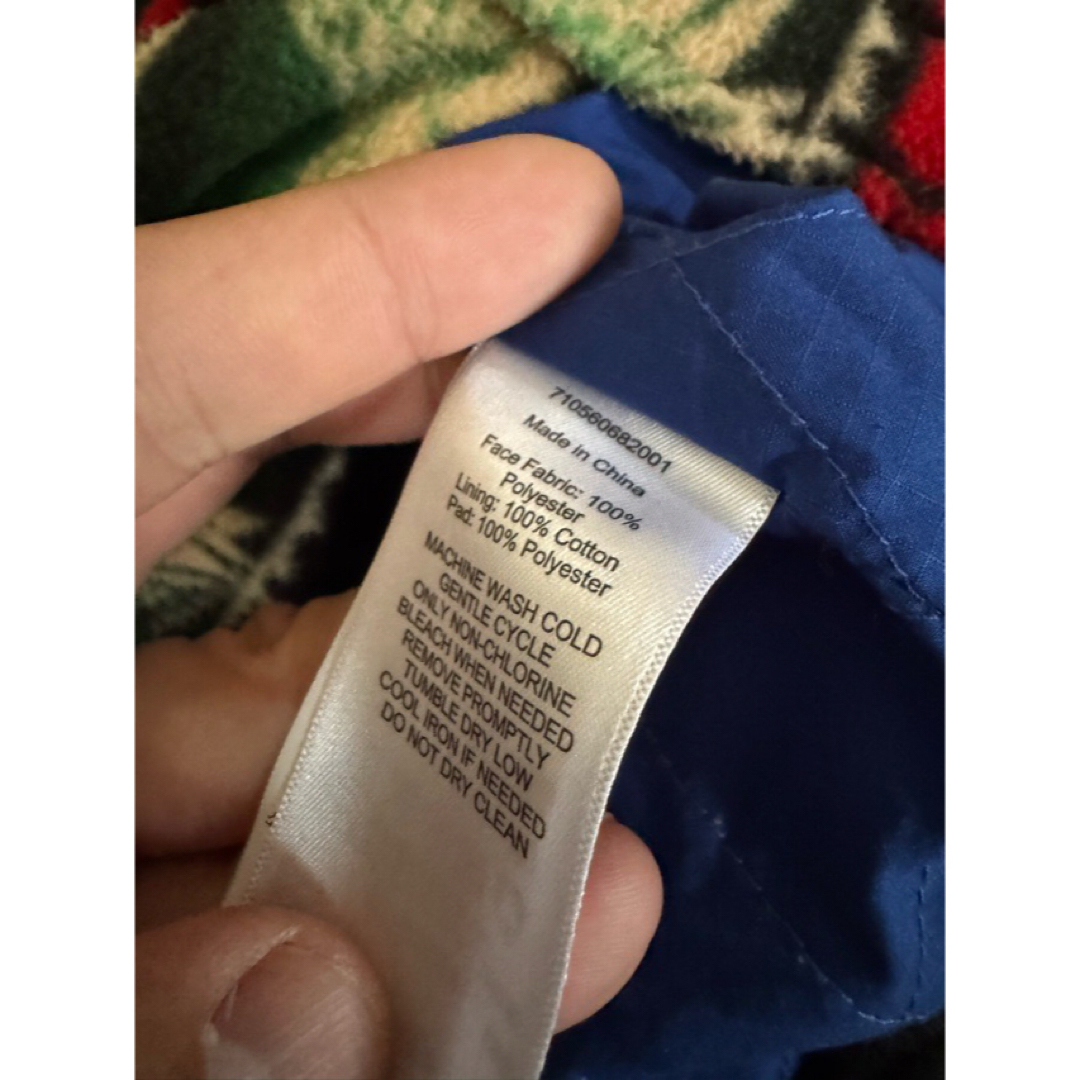 710560682001
Made in China
Face Fabric: 100%
Polyester
Lining: 100% Cotton
Pad: 100% Polyester
MACHINE WASH COLD
GENTLE CYCLE
ONLY NON-CHLORINE
BLEACH WHEN NEEDED
REMOVE PROMPTLY
TUMBLE DRY LOW
COOL IRON IF NEEDED
DO NOT DRY CLEAN